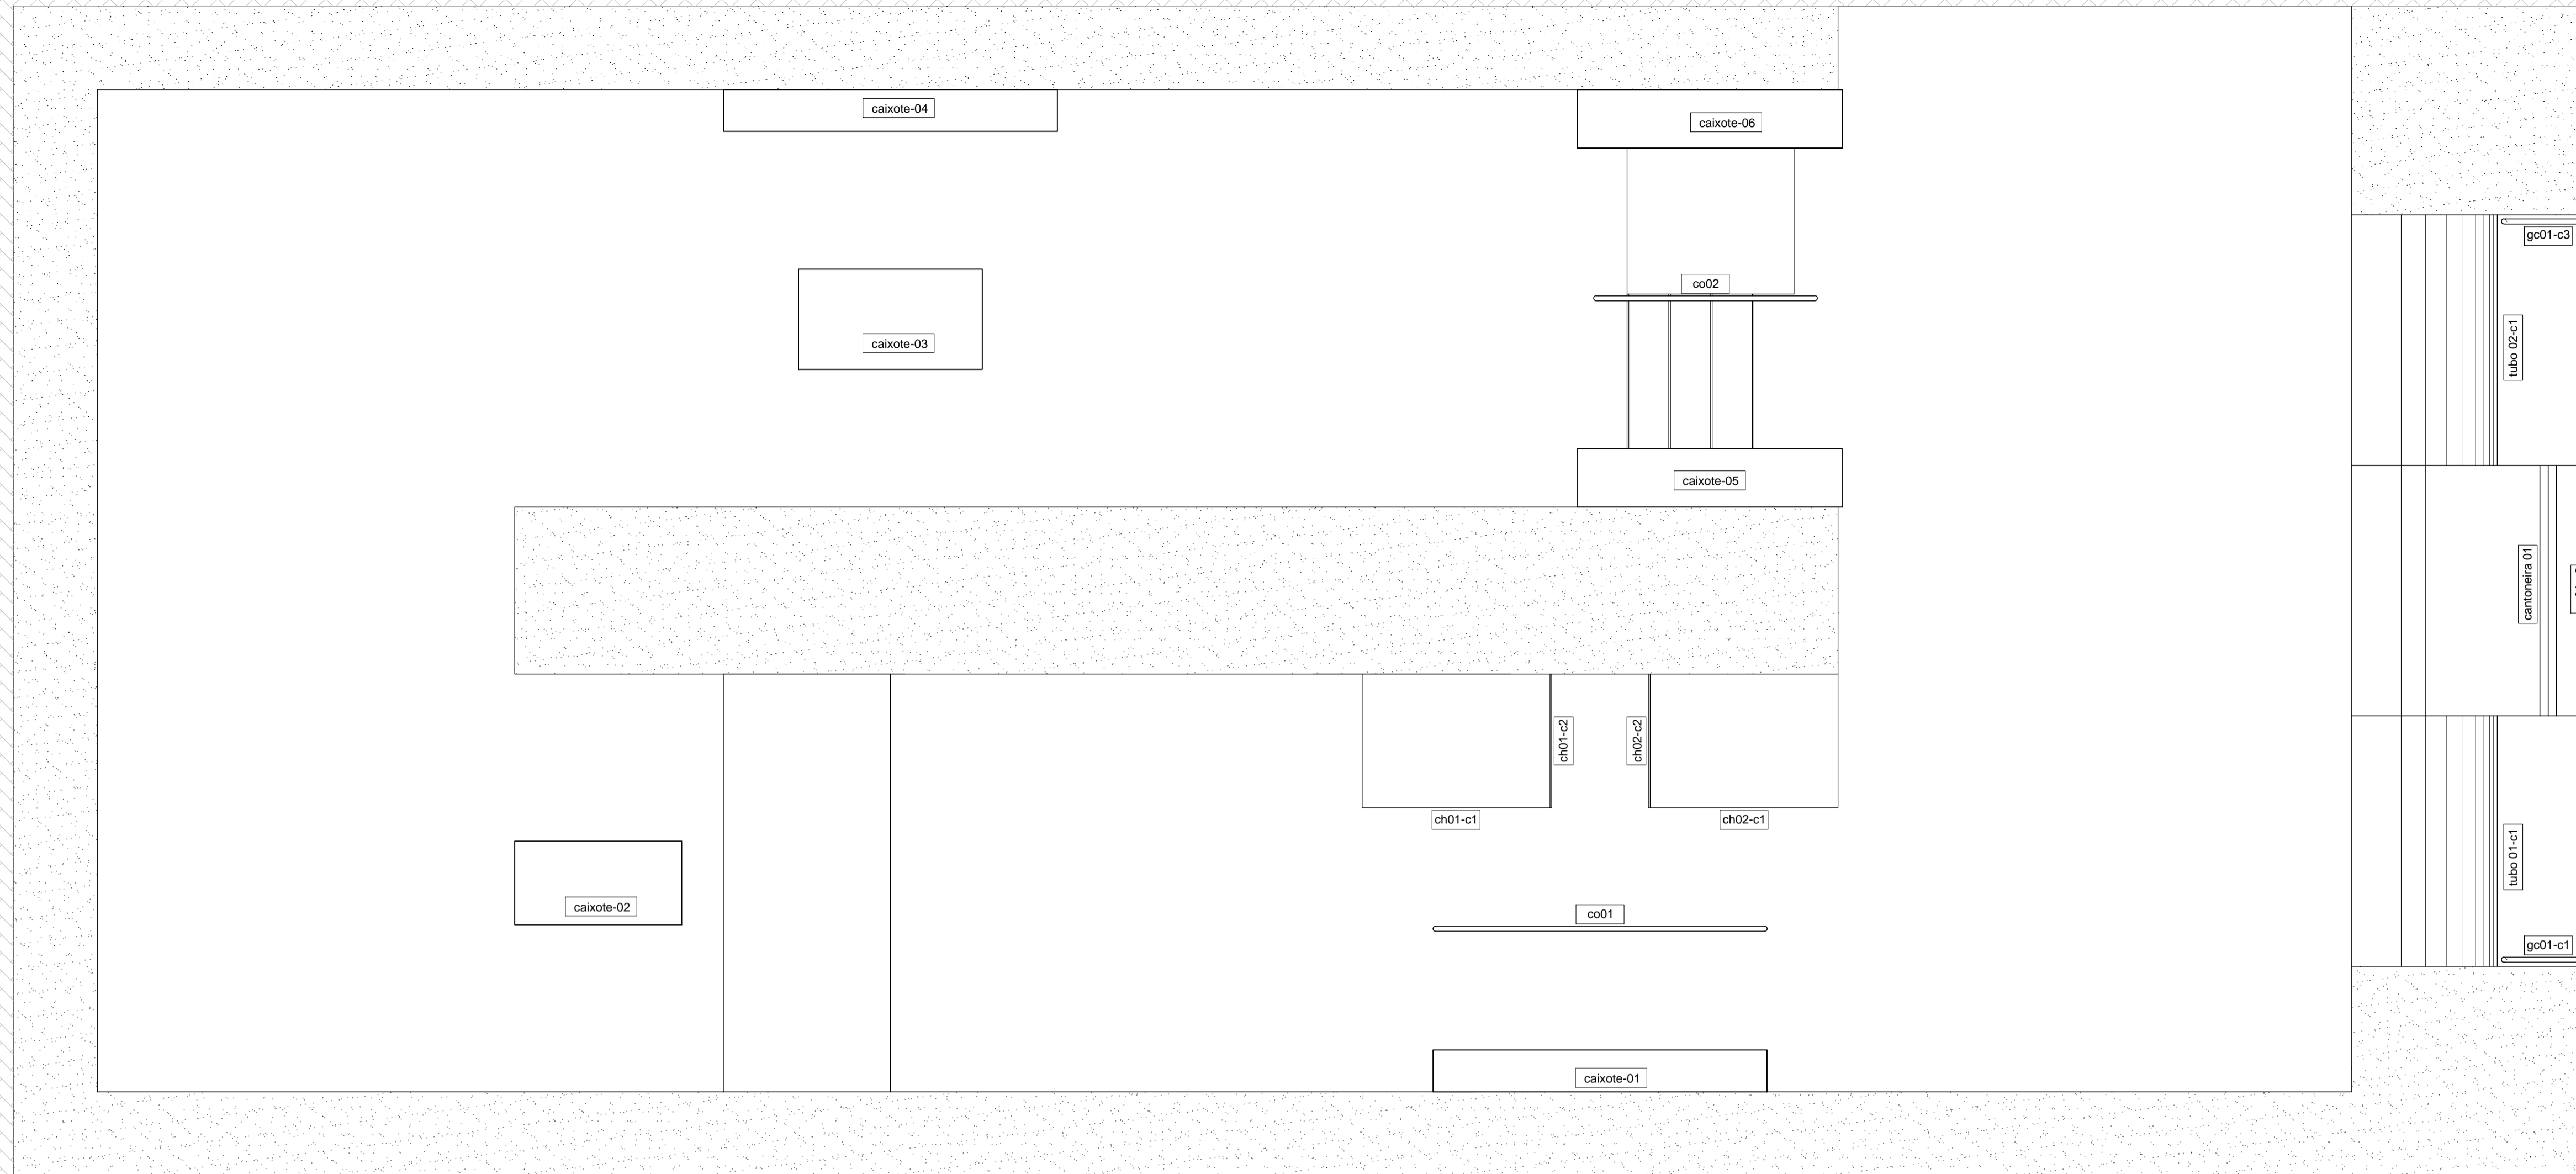 caixote-04
caixote-06
gc01-c3
co02
tubo 02-c1
caixote-03
caixote-05
cantoneira 01
ch01-c2
ch02-c2
ch01-c1
ch02-c1
tubo 01-c1
caixote-02
co01
gc01-c1
caixote-01